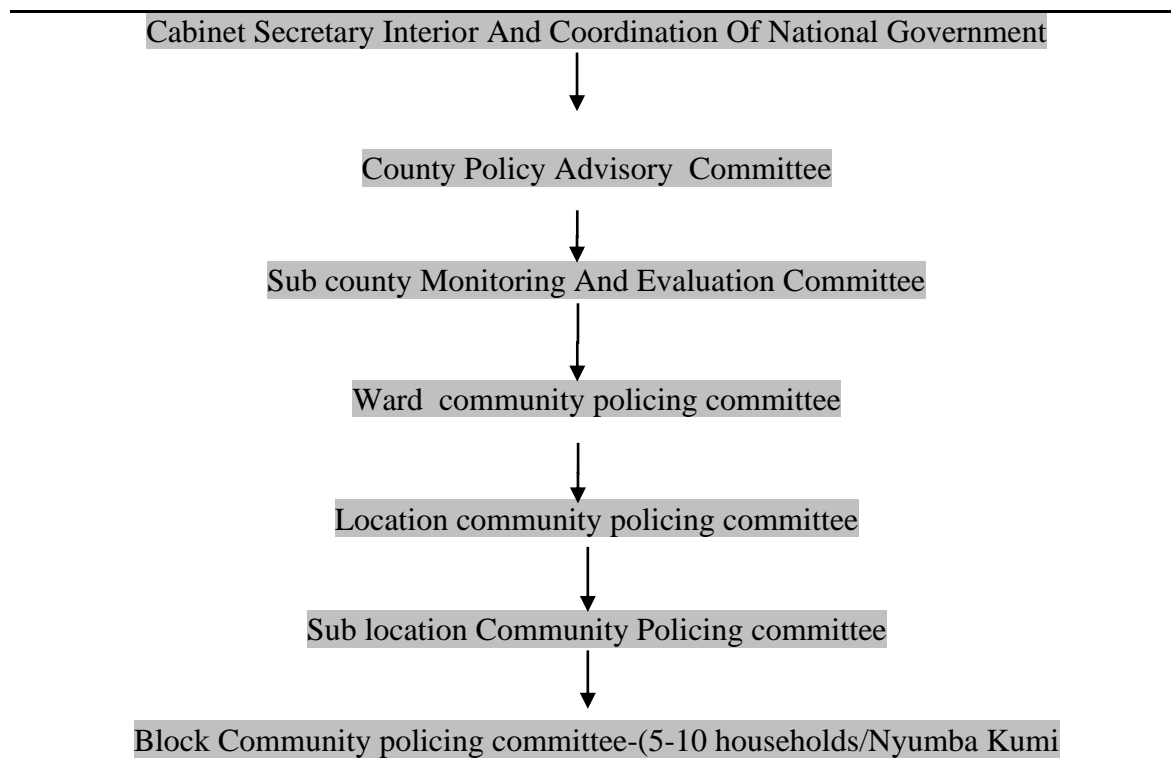 Cabinet Secretary Interior And Coordination Of National Government
County Policy Advisory Committee
Sub county Monitoring And Evaluation Committee
Ward community policing committee
Location community policing committee
Sub location Community Policing committee
Block Community policing committee-(5-10 households/Nyumba Kumi